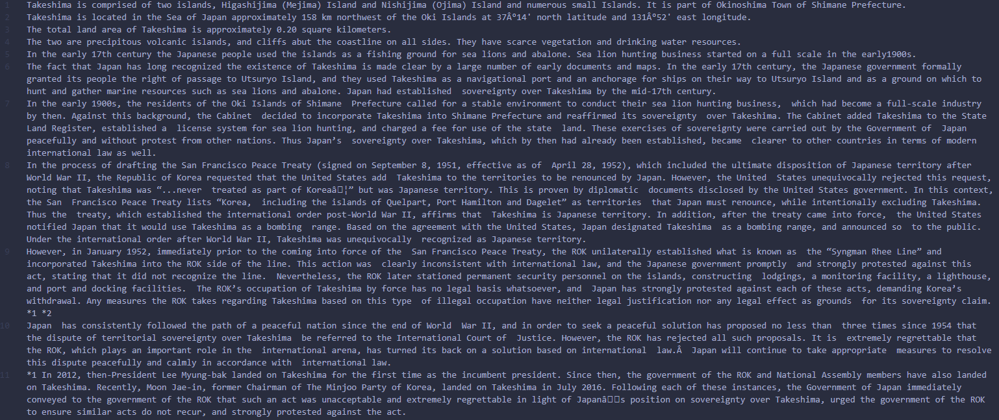 1 Takeshima is comprised of two islands, Higashijima (Mejima) Island and Nishijima (Ojima) Island and numerous small Islands. It is part of Okinoshima Town of Shimane Prefecture.
2 Takeshima is located in the Sea of Japan approximately 158 km northwest of the Oki Islands at 37Âº14' north latitude and 131Âº52' east longitude.
3 The total land area of Takeshima is approximately 0.20 square kilometers.
4 The two are precipitous volcanic islands, and cliffs abut the coastline on all sides. They have scarce vegetation and drinking water resources.
5 In the early 17th century the Japanese people used the islands as a fishing ground for sea lions and abalone. Sea lion hunting business started on a full scale in the early1900s.
6 The fact that Japan has long recognized the existence of Takeshima is made clear by a large number of early documents and maps. In the early 17th century, the Japanese government formally
granted its people the right of passage to Utsuryo Island, and they used Takeshima as a navigational port and an anchorage for ships on their way to Utsuryo Island and as a ground on which to
hunt and gather marine resources such as sea lions and abalone. Japan had established  sovereignty over Takeshima by the mid-17th century.
7 In the early 1900s, the residents of the Oki Islands of Shimane  Prefecture called for a stable environment to conduct their sea lion hunting business,  which had become a full-scale industry
by then. Against this background, the Cabinet  decided to incorporate Takeshima into Shimane Prefecture and reaffirmed its sovereignty  over Takeshima. The Cabinet added Takeshima to the State
Land Register, established a  license system for sea lion hunting, and charged a fee for use of the state  land. These exercises of sovereignty were carried out by the Government of  Japan
peacefully and without protest from other nations. Thus Japan’s  sovereignty over Takeshima, which by then had already been established, became  clearer to other countries in terms of modern
international law as well.
8 In the process of drafting the San Francisco Peace Treaty (signed on September 8, 1951, effective as of  April 28, 1952), which included the ultimate disposition of Japanese territory after
World War II, the Republic of Korea requested that the United States add  Takeshima to the territories to be renounced by Japan. However, the United  States unequivocally rejected this request,
noting that Takeshima was “...never  treated as part of Koreaâ□¦” but was Japanese territory. This is proven by diplomatic  documents disclosed by the United States government. In this context,
the San  Francisco Peace Treaty lists “Korea,  including the islands of Quelpart, Port Hamilton and Dagelet” as territories  that Japan must renounce, while intentionally excluding Takeshima.
Thus the  treaty, which established the international order post-World War II, affirms that  Takeshima is Japanese territory. In addition, after the treaty came into force,  the United States
notified Japan that it would use Takeshima as a bombing  range. Based on the agreement with the United States, Japan designated Takeshima  as a bombing range, and announced so  to the public.
Under the international order after World War II, Takeshima was unequivocally  recognized as Japanese territory.
9 However, in January 1952, immediately prior to the coming into force of the  San Francisco Peace Treaty, the ROK unilaterally established what is known as  the “Syngman Rhee Line” and
incorporated Takeshima into the ROK side of the line. This action was  clearly inconsistent with international law, and the Japanese government promptly  and strongly protested against this
act, stating that it did not recognize the line.  Nevertheless, the ROK later stationed permanent security personnel on the islands, constructing  lodgings, a monitoring facility, a lighthouse,
and port and docking facilities.  The ROK’s occupation of Takeshima by force has no legal basis whatsoever, and  Japan has strongly protested against each of these acts, demanding Korea’s
withdrawal. Any measures the ROK takes regarding Takeshima based on this type  of illegal occupation have neither legal justification nor any legal effect as grounds  for its sovereignty claim.
*1 *2
10 Japan  has consistently followed the path of a peaceful nation since the end of World  War II, and in order to seek a peaceful solution has proposed no less than  three times since 1954 that
the dispute of territorial sovereignty over Takeshima  be referred to the International Court of  Justice. However, the ROK has rejected all such proposals. It is  extremely regrettable that
the ROK, which plays an important role in the  international arena, has turned its back on a solution based on international  law.Â  Japan will continue to take appropriate  measures to resolve
this dispute peacefully and calmly in accordance with  international law.
11 *1 In 2012, then-President Lee Myung-bak landed on Takeshima for the first time as the incumbent president. Since then, the government of the ROK and National Assembly members have also landed
on Takeshima. Recently, Moon Jae-in, former Chairman of The Minjoo Party of Korea, landed on Takeshima in July 2016. Following each of these instances, the Government of Japan immediately
conveyed to the government of the ROK that such an act was unacceptable and extremely regrettable in light of Japanâ□□s position on sovereignty over Takeshima, urged the government of the ROK
to ensure similar acts do not recur, and strongly protested against the act.